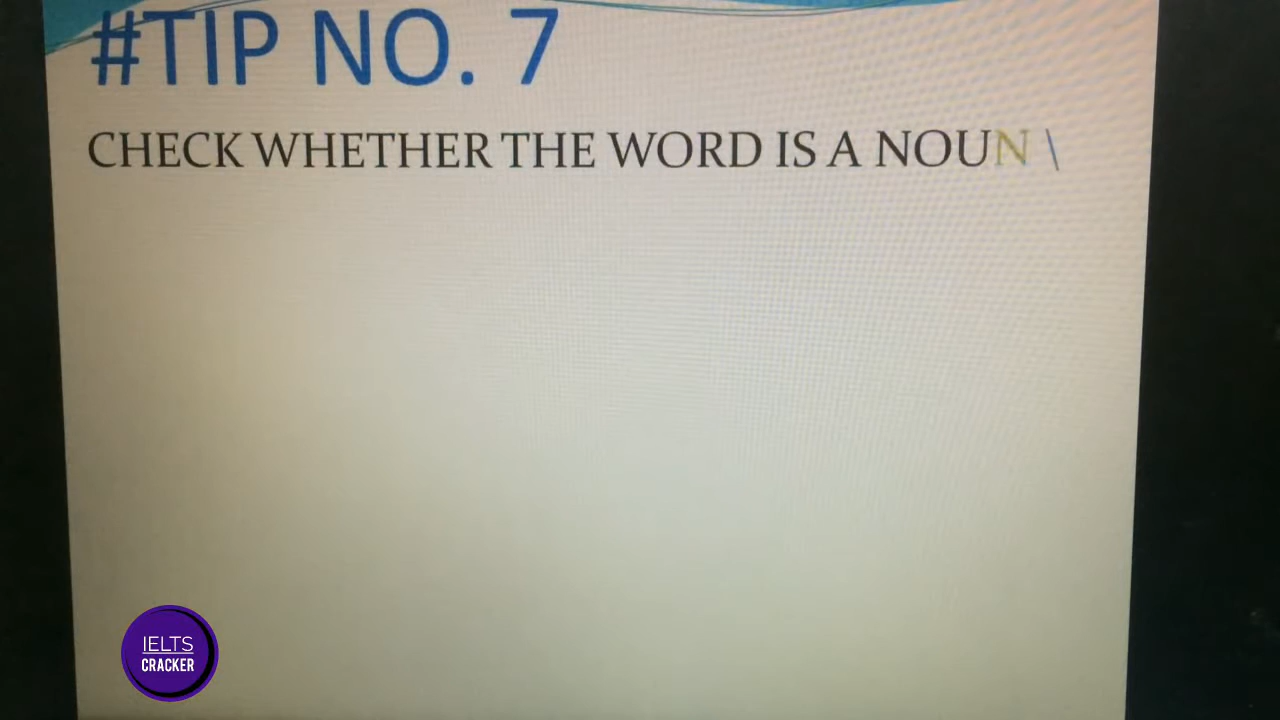 #TIP NO. 7
CHECK WHETHER THE WORD IS A NOUN \
IELTS
CRACKER